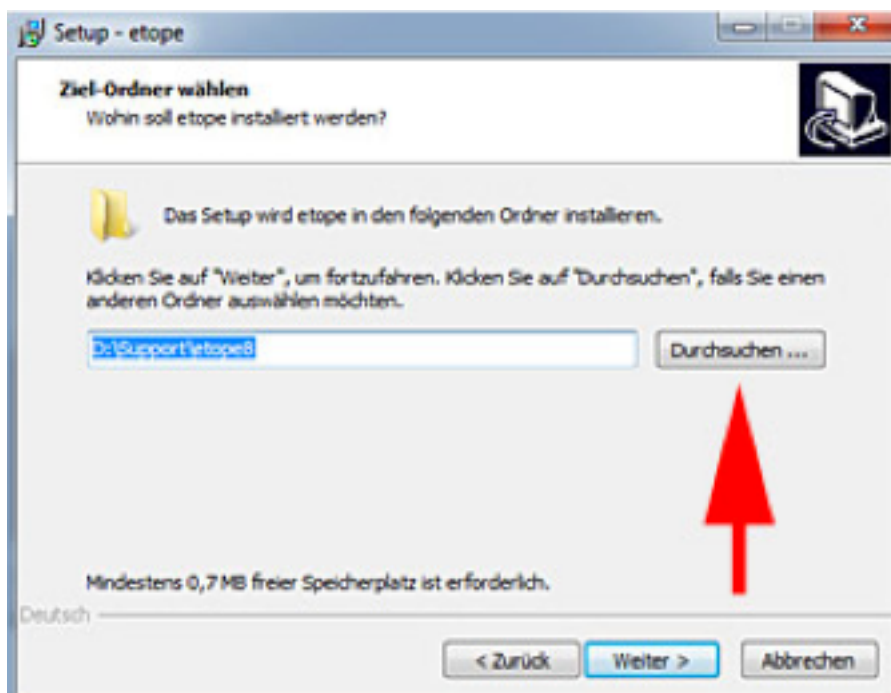 Setup - etope
Ziel-Ordner wählen
Wohin soll etope installiert werden?
Das Setup wird etope in den folgenden Ordner installieren.
Klicken Sie auf "Weiter", um fortzufahren. Klicken Sie auf "Durchsuchen", falls Sie einen
anderen Ordner auswählen möchten.
D:\Support\etope8
Durchsuchen ...
Mindestens 0,7 MB freier Speicherplatz ist erforderlich.
Deutsch
< Zurück
Weiter >
Abbrechen